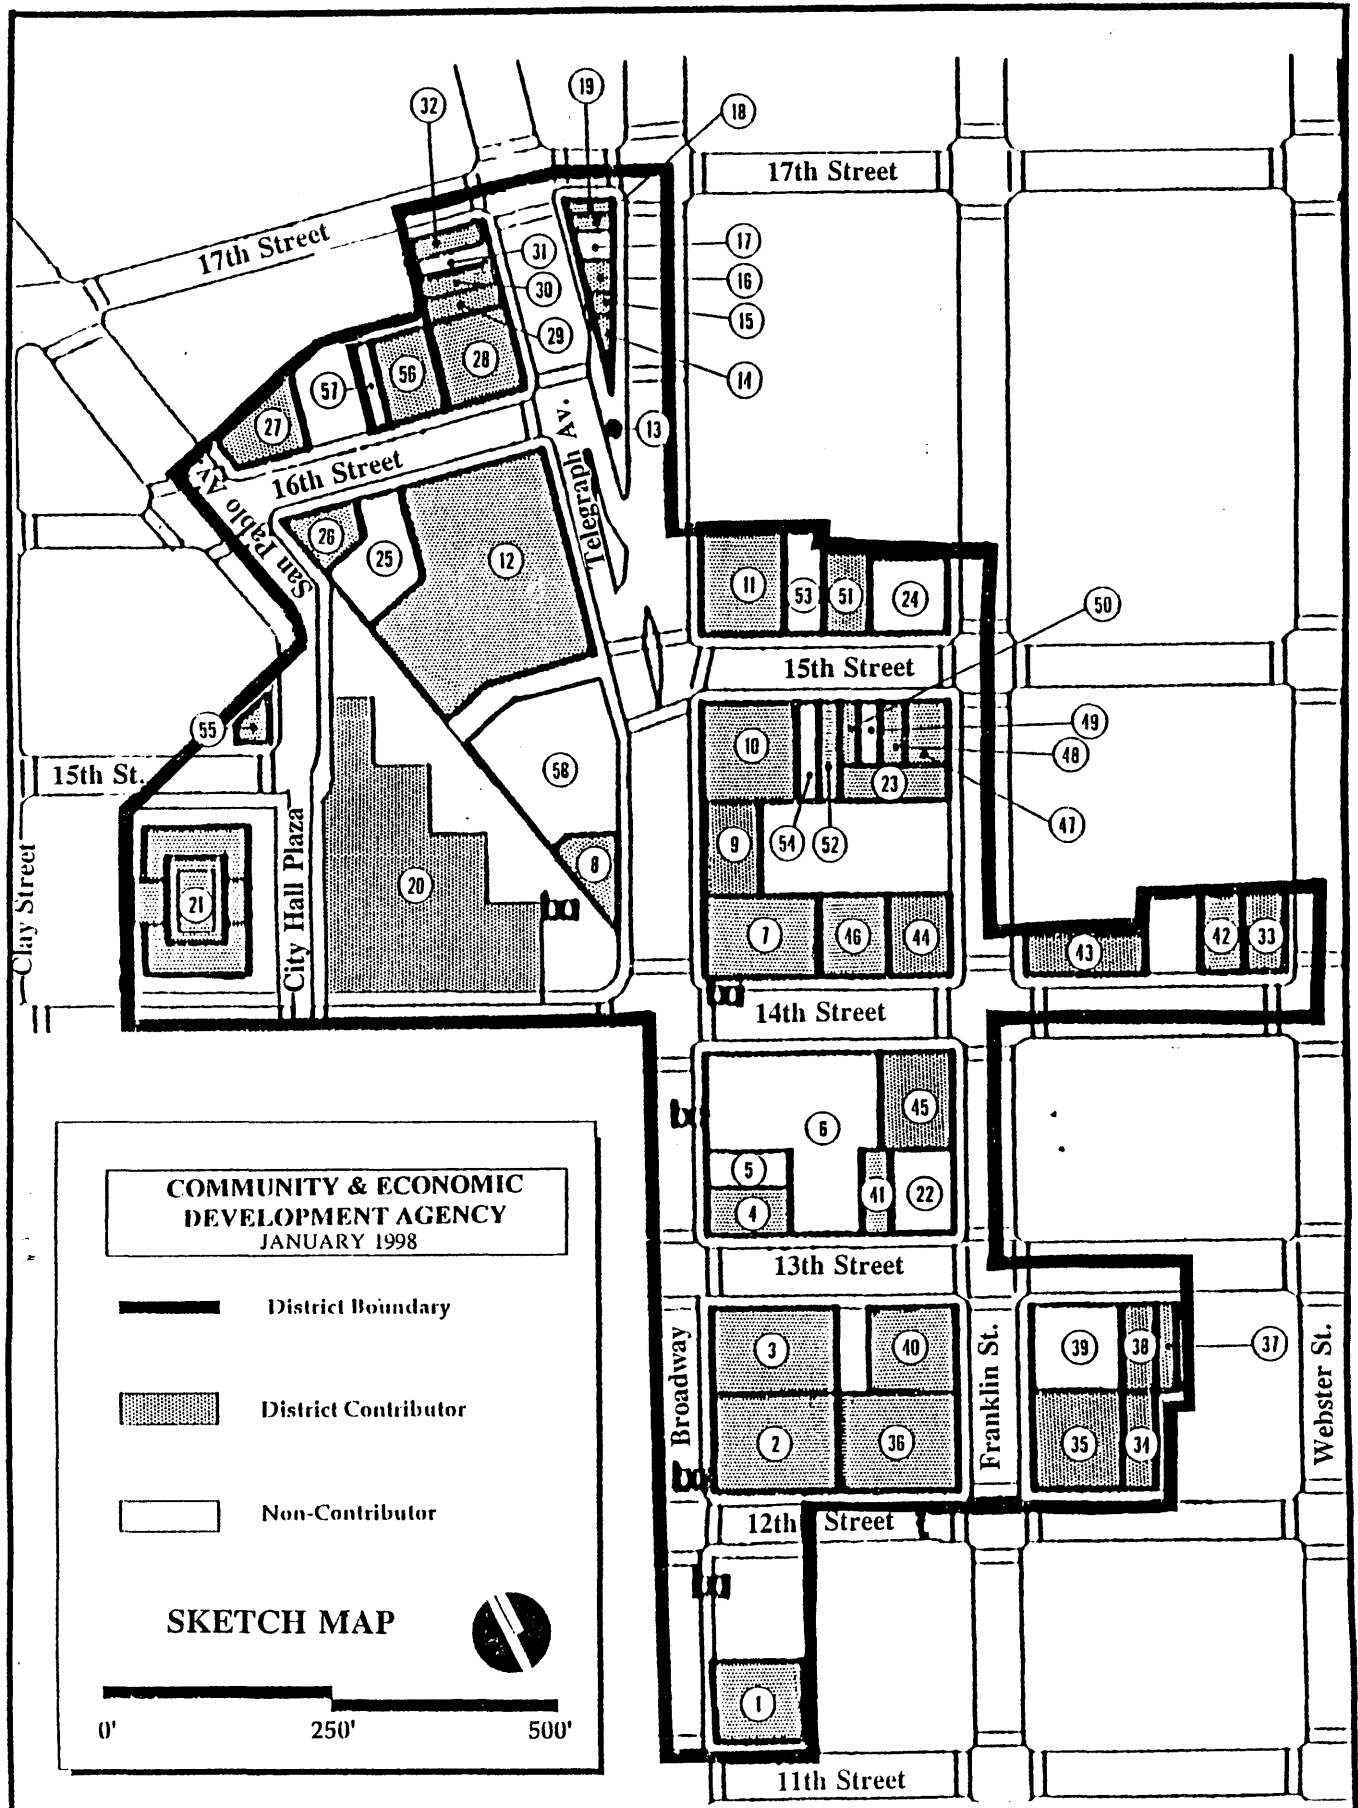 32
19
18
17th Street
17th Street
17
31
16
30
15
29
28
56
57
14
27
13
16th Street
Telegraph Av.
San Pablo Av.
26
25
12
11
53
51
24
50
15th Street
55
10
49
48
23
58
15th St.
47
54
52
9
8
City Hall Plaza
20
21
Clay Street
7
46
44
43
42
33
14th Street
45
6
5
4
41
22
13th Street
COMMUNITY & ECONOMIC
DEVELOPMENT AGENCY
JANUARY 1998
District Boundary
District Contributor
Non-Contributor
SKETCH MAP
0' 250' 500'
3
40
39
38
37
Broadway
Franklin St.
Webster St.
2
36
35
34
12th Street
1
11th Street